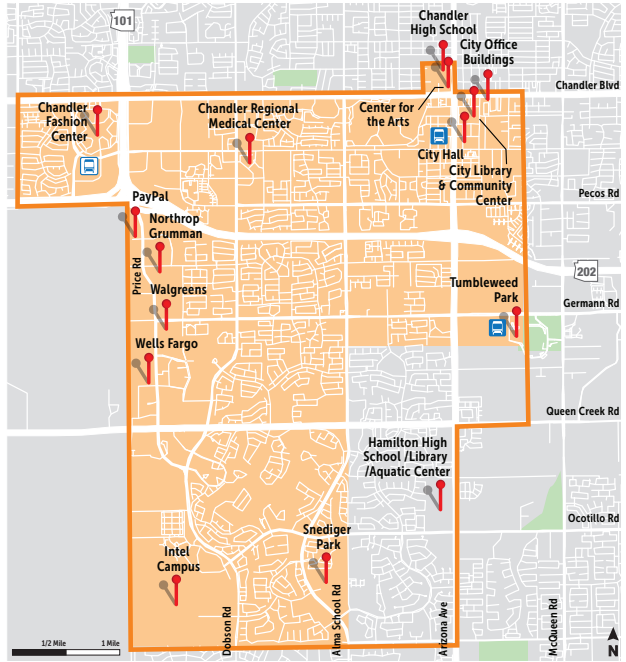 101
Chandler
High School
City Office
Buildings
Chandler Blvd
Chandler
Fashion
Center
Chandler Regional
Medical Center
Center for
the Arts
City Hall
City Library
& Community
Center
PayPal
Pecos Rd
Northrop
Grumman
Price Rd
202
Walgreens
Tumbleweed
Park
Germann Rd
Wells Fargo
Queen Creek Rd
Hamilton High
School /Library
/Aquatic Center
Ocotillo Rd
Snediger
Park
Intel
Campus
Dobson Rd
Alma School Rd
Arizona Ave
McQueen Rd
1/2 Mile
1 Mile
N